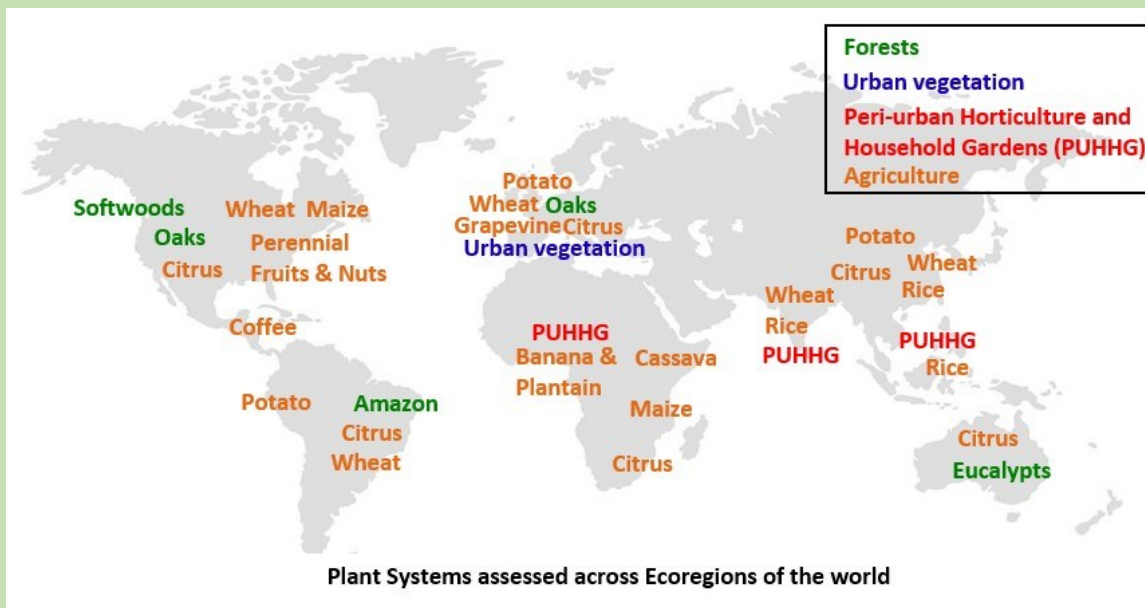 Forests
Urban vegetation
Peri-urban Horticulture and
Household Gardens (PUHHG)
Agriculture
Softwoods
Oaks
Citrus
Wheat Maize
Perennial
Fruits & Nuts
Coffee
Potato
Amazon
Citrus
Wheat
Potato
Wheat Oaks
Grapevine Citrus
Urban vegetation
PUHHG
Banana &
Plantain
Cassava
Maize
Citrus
Wheat
Rice
PUHHG
Potato
Citrus
Wheat
Rice
PUHHG
Rice
Citrus
Eucalypts
Plant Systems assessed across Ecoregions of the world